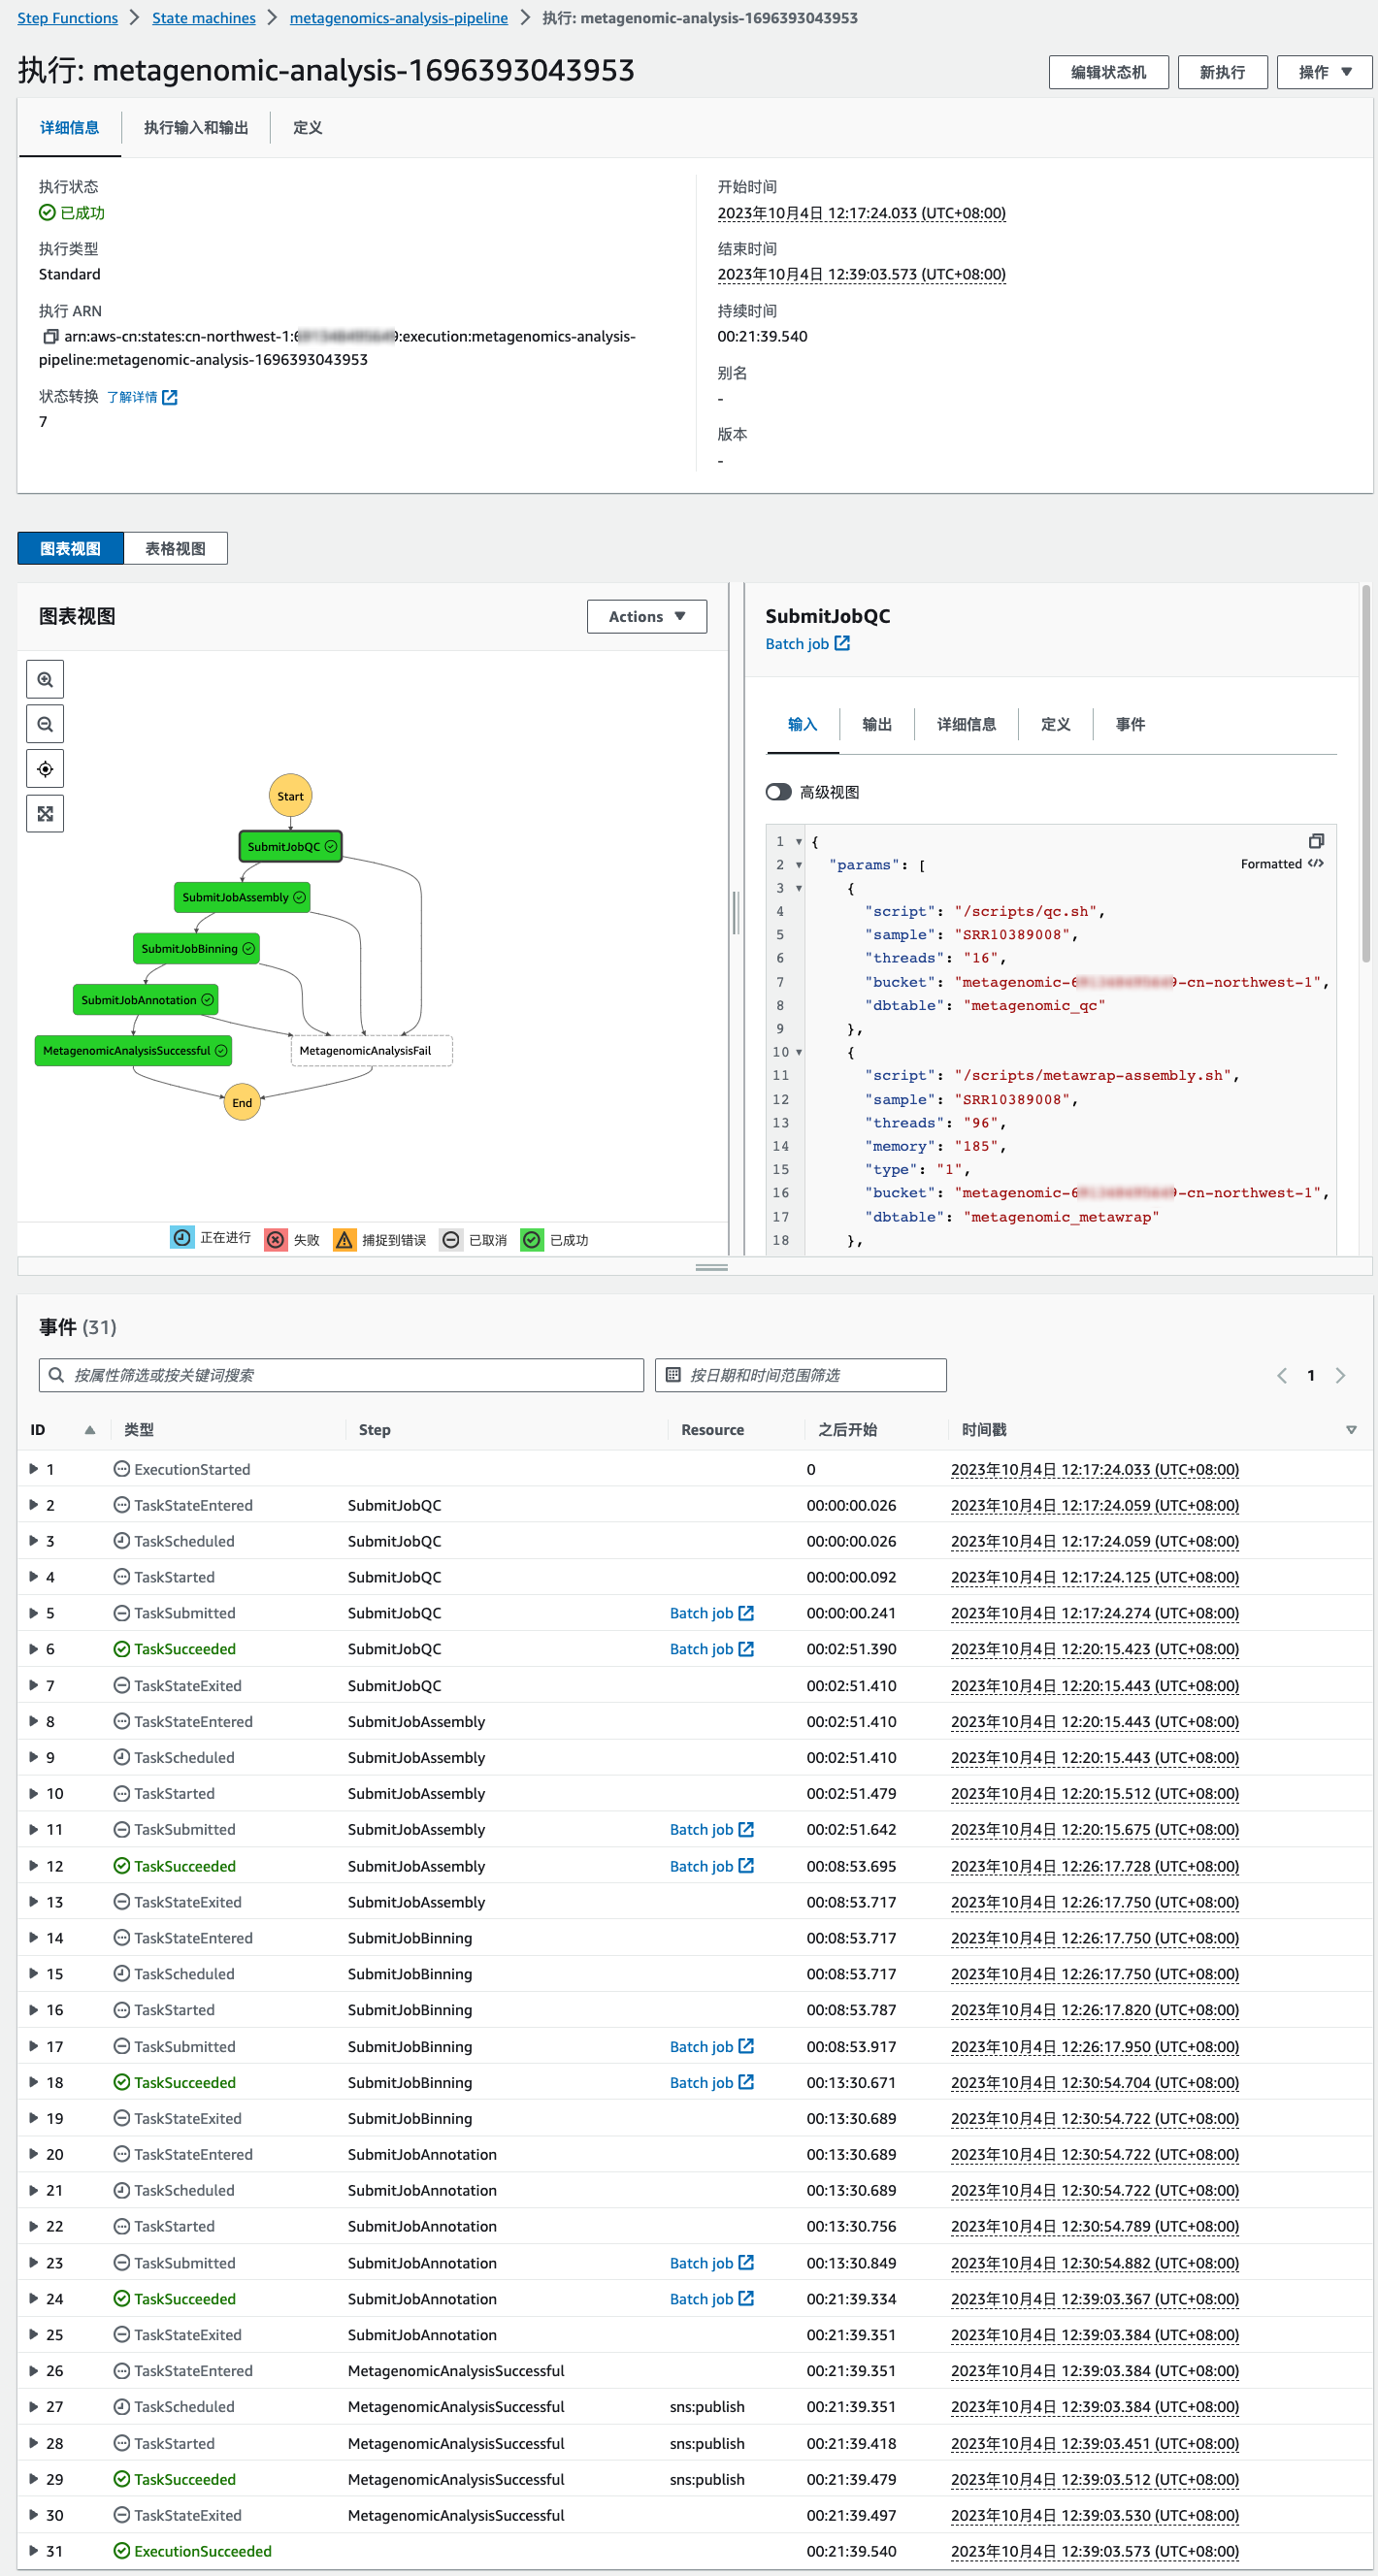 Step Functions > State machines > metagenomics-analysis-pipeline > 执行: metagenomic-analysis-1696393043953
执行: metagenomic-analysis-1696393043953
编辑状态机 新执行 操作
详细信息 执行输入和输出 定义
执行状态
已成功
执行类型
Standard
执行 ARN
arn:aws-cn:states:cn-northwest-1: :execution:metagenomics-analysis-
pipeline:metagenomic-analysis-1696393043953
状态转换 了解详情
7
开始时间
2023年10月4日 12:17:24.033 (UTC+08:00)
结束时间
2023年10月4日 12:39:03.573 (UTC+08:00)
持续时间
00:21:39.540
别名
-
版本
-
图表视图 表格视图
图表视图
Actions
Start
SubmitJobQC
SubmitJobAssembly
SubmitJobBinning
SubmitJobAnnotation
MetagenomicAnalysisSuccessful
MetagenomicAnalysisFail
End
正在进行 失败 捕捉到错误 已取消 已成功
SubmitJobQC
Batch job
输入 输出 详细信息 定义 事件
高级视图
Formatted
1 {
2 "params": [
3 {
4 "script": "/scripts/qc.sh",
5 "sample": "SRR10389008",
6 "threads": "16",
7 "bucket": "metagenomic- -cn-northwest-1",
8 "dbtable": "metagenomic_qc"
9 },
10 {
11 "script": "/scripts/metawrap-assembly.sh",
12 "sample": "SRR10389008",
13 "threads": "96",
14 "memory": "185",
15 "type": "1",
16 "bucket": "metagenomic- -cn-northwest-1",
17 "dbtable": "metagenomic_metawrap"
18 },
事件 (31)
按属性筛选或按关键词搜索
按日期和时间范围筛选
1
ID 类型 Step Resource 之后开始 时间戳
1 ExecutionStarted 0 2023年10月4日 12:17:24.033 (UTC+08:00)
2 TaskStateEntered SubmitJobQC 00:00:00.026 2023年10月4日 12:17:24.059 (UTC+08:00)
3 TaskScheduled SubmitJobQC 00:00:00.026 2023年10月4日 12:17:24.059 (UTC+08:00)
4 TaskStarted SubmitJobQC 00:00:00.092 2023年10月4日 12:17:24.125 (UTC+08:00)
5 TaskSubmitted SubmitJobQC Batch job 00:00:00.241 2023年10月4日 12:17:24.274 (UTC+08:00)
6 TaskSucceeded SubmitJobQC Batch job 00:02:51.390 2023年10月4日 12:20:15.423 (UTC+08:00)
7 TaskStateExited SubmitJobQC 00:02:51.410 2023年10月4日 12:20:15.443 (UTC+08:00)
8 TaskStateEntered SubmitJobAssembly 00:02:51.410 2023年10月4日 12:20:15.443 (UTC+08:00)
9 TaskScheduled SubmitJobAssembly 00:02:51.410 2023年10月4日 12:20:15.443 (UTC+08:00)
10 TaskStarted SubmitJobAssembly 00:02:51.479 2023年10月4日 12:20:15.512 (UTC+08:00)
11 TaskSubmitted SubmitJobAssembly Batch job 00:02:51.642 2023年10月4日 12:20:15.675 (UTC+08:00)
12 TaskSucceeded SubmitJobAssembly Batch job 00:08:53.695 2023年10月4日 12:26:17.728 (UTC+08:00)
13 TaskStateExited SubmitJobAssembly 00:08:53.717 2023年10月4日 12:26:17.750 (UTC+08:00)
14 TaskStateEntered SubmitJobBinning 00:08:53.717 2023年10月4日 12:26:17.750 (UTC+08:00)
15 TaskScheduled SubmitJobBinning 00:08:53.717 2023年10月4日 12:26:17.750 (UTC+08:00)
16 TaskStarted SubmitJobBinning 00:08:53.787 2023年10月4日 12:26:17.820 (UTC+08:00)
17 TaskSubmitted SubmitJobBinning Batch job 00:08:53.917 2023年10月4日 12:26:17.950 (UTC+08:00)
18 TaskSucceeded SubmitJobBinning Batch job 00:13:30.671 2023年10月4日 12:30:54.704 (UTC+08:00)
19 TaskStateExited SubmitJobBinning 00:13:30.689 2023年10月4日 12:30:54.722 (UTC+08:00)
20 TaskStateEntered SubmitJobAnnotation 00:13:30.689 2023年10月4日 12:30:54.722 (UTC+08:00)
21 TaskScheduled SubmitJobAnnotation 00:13:30.689 2023年10月4日 12:30:54.722 (UTC+08:00)
22 TaskStarted SubmitJobAnnotation 00:13:30.756 2023年10月4日 12:30:54.789 (UTC+08:00)
23 TaskSubmitted SubmitJobAnnotation Batch job 00:13:30.849 2023年10月4日 12:30:54.882 (UTC+08:00)
24 TaskSucceeded SubmitJobAnnotation Batch job 00:21:39.334 2023年10月4日 12:39:03.367 (UTC+08:00)
25 TaskStateExited SubmitJobAnnotation 00:21:39.351 2023年10月4日 12:39:03.384 (UTC+08:00)
26 TaskStateEntered MetagenomicAnalysisSuccessful 00:21:39.351 2023年10月4日 12:39:03.384 (UTC+08:00)
27 TaskScheduled MetagenomicAnalysisSuccessful sns:publish 00:21:39.351 2023年10月4日 12:39:03.384 (UTC+08:00)
28 TaskStarted MetagenomicAnalysisSuccessful sns:publish 00:21:39.418 2023年10月4日 12:39:03.451 (UTC+08:00)
29 TaskSucceeded MetagenomicAnalysisSuccessful sns:publish 00:21:39.479 2023年10月4日 12:39:03.512 (UTC+08:00)
30 TaskStateExited MetagenomicAnalysisSuccessful 00:21:39.497 2023年10月4日 12:39:03.530 (UTC+08:00)
31 ExecutionSucceeded 00:21:39.540 2023年10月4日 12:39:03.573 (UTC+08:00)